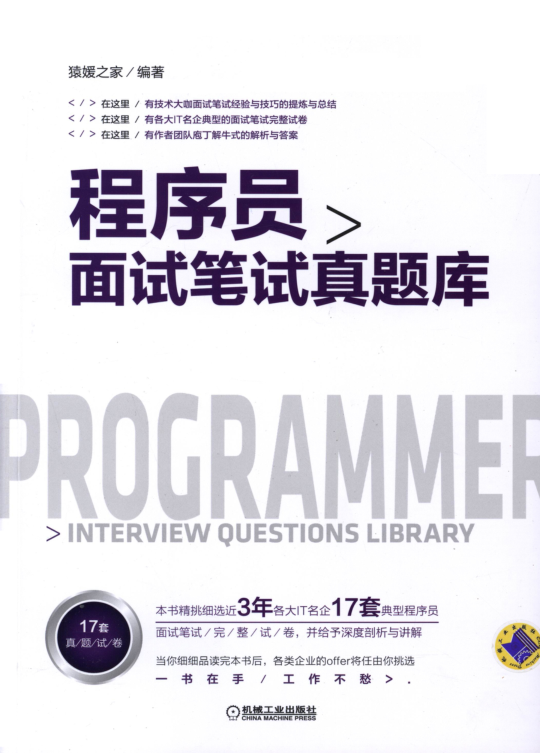 猿媛之家 / 编著
< / > 在这里 / 有技术大咖面试笔试经验与技巧的提炼与总结
< / > 在这里 / 有各大IT名企典型的面试笔试完整试卷
< / > 在这里 / 有作者团队庖丁解牛式的解析与答案
程序员 >
面试笔试真题库
PROGRAMMER
> INTERVIEW QUESTIONS LIBRARY
17套
真/题/试/卷
本书精挑细选近3年各大IT名企17套典型程序员
面试笔试/完/整/试/卷，并给予深度剖析与讲解
当你细细品读完本书后，各类企业的offer将任由你挑选
一书在手 / 工作不愁 > .
机械工业出版社
CHINA MACHINE PRESS